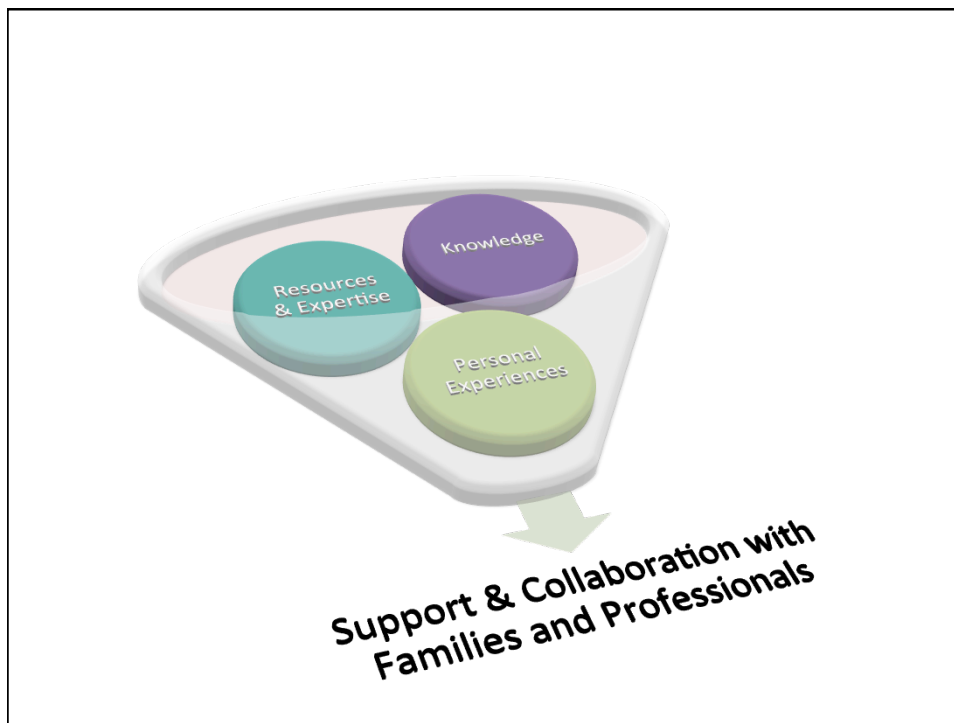 Knowledge
Resources
& Expertise
Personal
Experiences
Support & Collaboration with
Families and Professionals